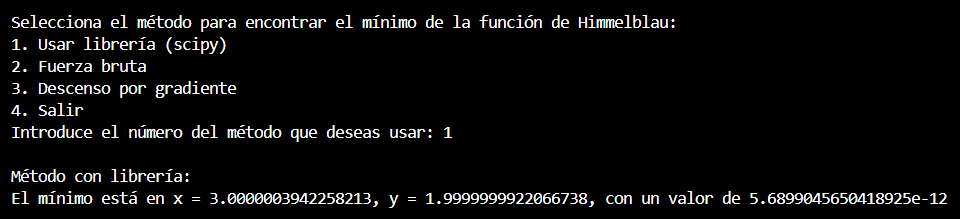 Selecciona el método para encontrar el mínimo de la función de Himmelblau:
1. Usar librería (scipy)
2. Fuerza bruta
3. Descenso por gradiente
4. Salir
Introduce el número del método que deseas usar: 1
Método con librería:
El mínimo está en x = 3.0000003942258213, y = 1.9999999922066738, con un valor de 5.6899045650418925e-12